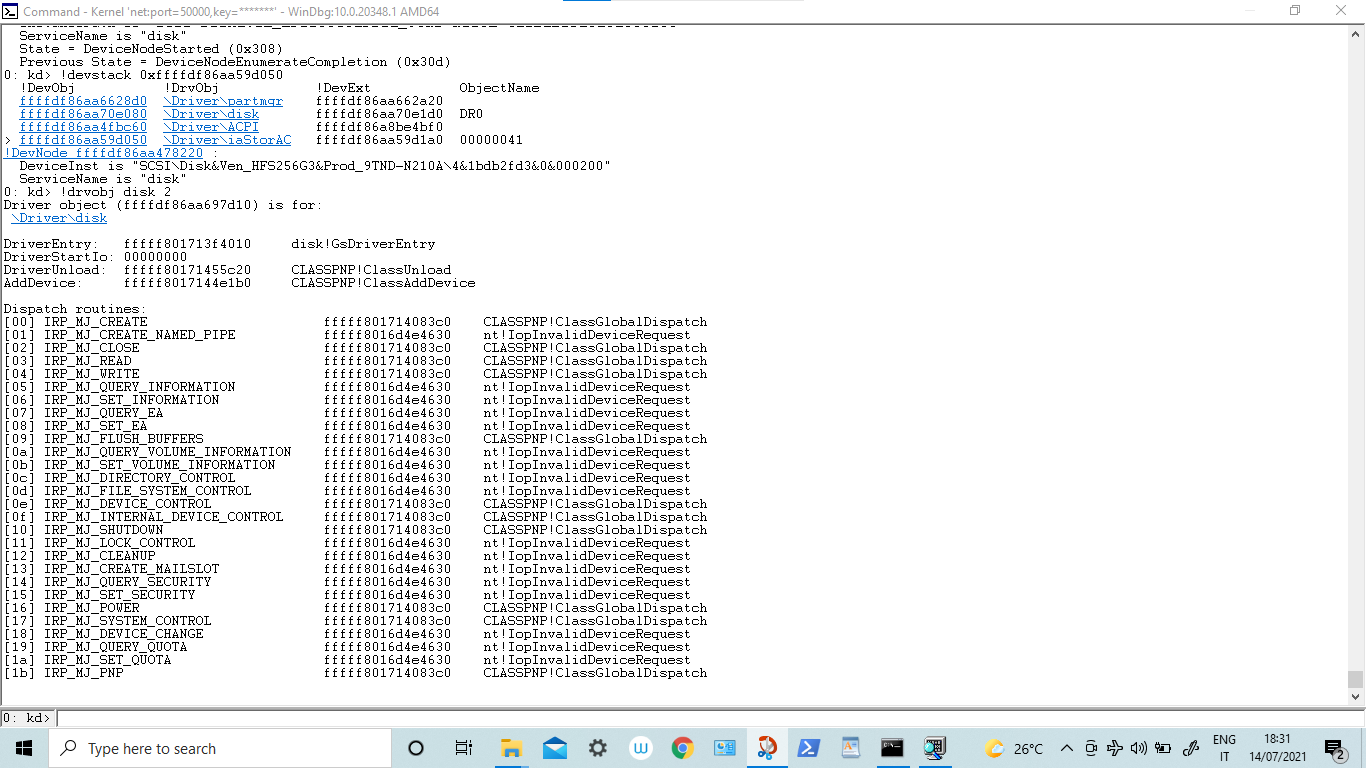 Command - Kernel 'net:port=50000,key=*******' - WinDbg:10.0.20348.1 AMD64
ServiceName is "disk"
State = DeviceNodeStarted (0x308)
Previous State = DeviceNodeEnumerateCompletion (0x30d)
0: kd> !devstack 0xffffdf86aa59d050
!DevObj !DrvObj !DevExt ObjectName
ffffdf86aa6628d0 \Driver\partmgr ffffdf86aa662a20
ffffdf86aa70e080 \Driver\disk ffffdf86aa70e1d0 DR0
ffffdf86aa4fbc60 \Driver\ACPI ffffdf86a8be4bf0
> ffffdf86aa59d050 \Driver\iaStorAC ffffdf86aa59d1a0 00000041
!DevNode ffffdf86aa478220 :
DeviceInst is "SCSI\Disk&Ven_HFS256G3&Prod_9TND-N210A\4&1bdb2fd3&0&000200"
ServiceName is "disk"
0: kd> !drvobj disk 2
Driver object (ffffdf86aa697d10) is for:
\Driver\disk
DriverEntry: fffff801713f4010 disk!GsDriverEntry
DriverStartIo: 00000000
DriverUnload: fffff80171455c20 CLASSPNP!ClassUnload
AddDevice: fffff8017144e1b0 CLASSPNP!ClassAddDevice
Dispatch routines:
[00] IRP_MJ_CREATE fffff801714083c0 CLASSPNP!ClassGlobalDispatch
[01] IRP_MJ_CREATE_NAMED_PIPE fffff8016d4e4630 nt!IopInvalidDeviceRequest
[02] IRP_MJ_CLOSE fffff801714083c0 CLASSPNP!ClassGlobalDispatch
[03] IRP_MJ_READ fffff801714083c0 CLASSPNP!ClassGlobalDispatch
[04] IRP_MJ_WRITE fffff801714083c0 CLASSPNP!ClassGlobalDispatch
[05] IRP_MJ_QUERY_INFORMATION fffff8016d4e4630 nt!IopInvalidDeviceRequest
[06] IRP_MJ_SET_INFORMATION fffff8016d4e4630 nt!IopInvalidDeviceRequest
[07] IRP_MJ_QUERY_EA fffff8016d4e4630 nt!IopInvalidDeviceRequest
[08] IRP_MJ_SET_EA fffff8016d4e4630 nt!IopInvalidDeviceRequest
[09] IRP_MJ_FLUSH_BUFFERS fffff801714083c0 CLASSPNP!ClassGlobalDispatch
[0a] IRP_MJ_QUERY_VOLUME_INFORMATION fffff8016d4e4630 nt!IopInvalidDeviceRequest
[0b] IRP_MJ_SET_VOLUME_INFORMATION fffff8016d4e4630 nt!IopInvalidDeviceRequest
[0c] IRP_MJ_DIRECTORY_CONTROL fffff8016d4e4630 nt!IopInvalidDeviceRequest
[0d] IRP_MJ_FILE_SYSTEM_CONTROL fffff8016d4e4630 nt!IopInvalidDeviceRequest
[0e] IRP_MJ_DEVICE_CONTROL fffff801714083c0 CLASSPNP!ClassGlobalDispatch
[0f] IRP_MJ_INTERNAL_DEVICE_CONTROL fffff801714083c0 CLASSPNP!ClassGlobalDispatch
[10] IRP_MJ_SHUTDOWN fffff801714083c0 CLASSPNP!ClassGlobalDispatch
[11] IRP_MJ_LOCK_CONTROL fffff8016d4e4630 nt!IopInvalidDeviceRequest
[12] IRP_MJ_CLEANUP fffff8016d4e4630 nt!IopInvalidDeviceRequest
[13] IRP_MJ_CREATE_MAILSLOT fffff8016d4e4630 nt!IopInvalidDeviceRequest
[14] IRP_MJ_QUERY_SECURITY fffff8016d4e4630 nt!IopInvalidDeviceRequest
[15] IRP_MJ_SET_SECURITY fffff8016d4e4630 nt!IopInvalidDeviceRequest
[16] IRP_MJ_POWER fffff801714083c0 CLASSPNP!ClassGlobalDispatch
[17] IRP_MJ_SYSTEM_CONTROL fffff801714083c0 CLASSPNP!ClassGlobalDispatch
[18] IRP_MJ_DEVICE_CHANGE fffff8016d4e4630 nt!IopInvalidDeviceRequest
[19] IRP_MJ_QUERY_QUOTA fffff8016d4e4630 nt!IopInvalidDeviceRequest
[1a] IRP_MJ_SET_QUOTA fffff8016d4e4630 nt!IopInvalidDeviceRequest
[1b] IRP_MJ_PNP fffff801714083c0 CLASSPNP!ClassGlobalDispatch
0: kd>
Type here to search
26°C
ENG
IT
18:31
14/07/2021
2